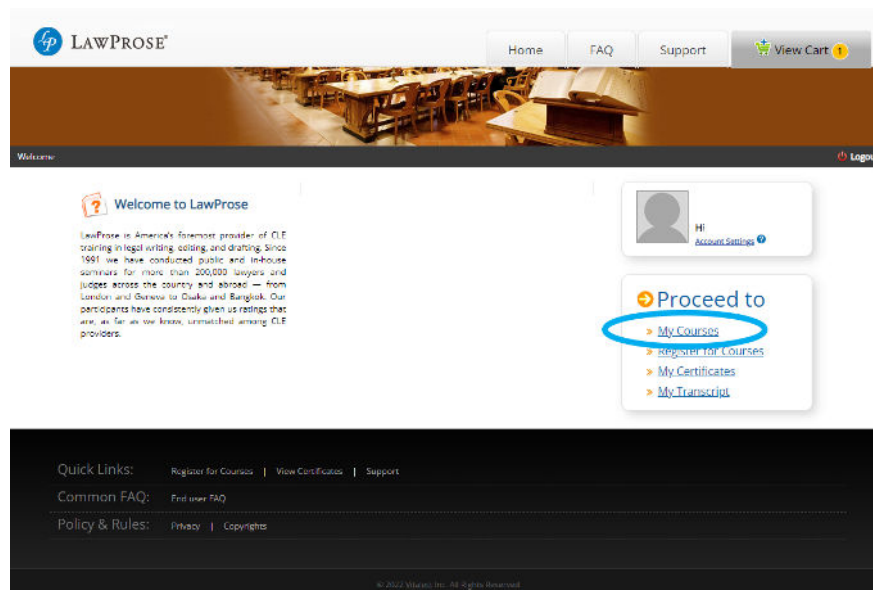 LAWPROSE®
Home FAQ Support View Cart 1
Welcome Logou
Welcome to LawProse
LawProse is America's foremost provider of CLE
training in legal writing, editing, and drafting. Since
1991 we have conducted public and in-house
seminars for more than 200,000 lawyers and
judges across the country and abroad — from
London and Geneva to Osaka and Bangkok. Our
participants have consistently given us ratings that
are, as far as we know, unmatched among CLE
providers.
Hi
Account Settings ?
Proceed to
» My Courses
» Register for Courses
» My Certificates
» My Transcript
Quick Links: Register for Courses | View Certificates | Support
Common FAQ: End user FAQ
Policy & Rules: Privacy | Copyrights
© 2022 Inc. All Rights Reserved